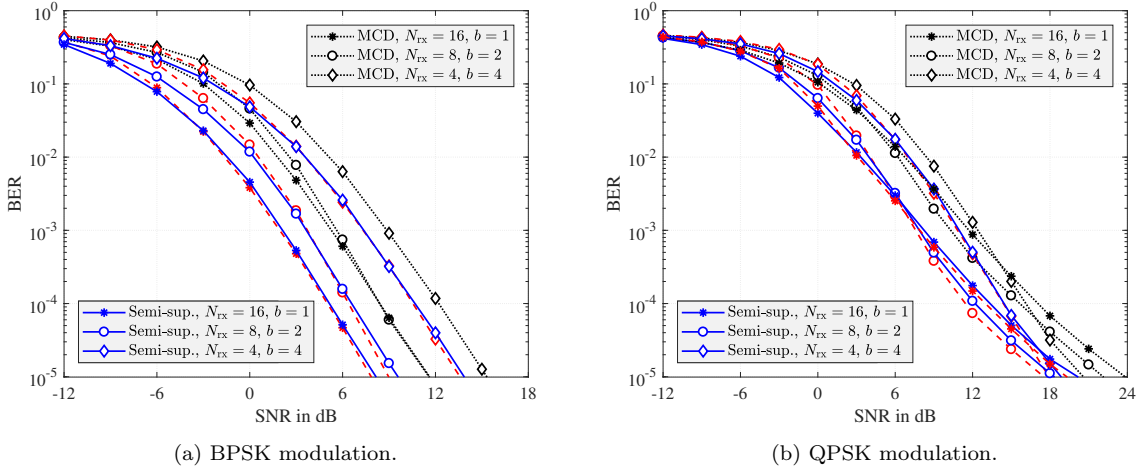 10^0
10^-1
10^-2
10^-3
10^-4
10^-5
BER
-12 -6 0 6 12 18
SNR in dB
MCD, N_rx = 16, b = 1
MCD, N_rx = 8, b = 2
MCD, N_rx = 4, b = 4
Semi-sup., N_rx = 16, b = 1
Semi-sup., N_rx = 8, b = 2
Semi-sup., N_rx = 4, b = 4
(a) BPSK modulation.
10^0
10^-1
10^-2
10^-3
10^-4
10^-5
BER
-12 -6 0 6 12 18 24
SNR in dB
MCD, N_rx = 16, b = 1
MCD, N_rx = 8, b = 2
MCD, N_rx = 4, b = 4
Semi-sup., N_rx = 16, b = 1
Semi-sup., N_rx = 8, b = 2
Semi-sup., N_rx = 4, b = 4
(b) QPSK modulation.